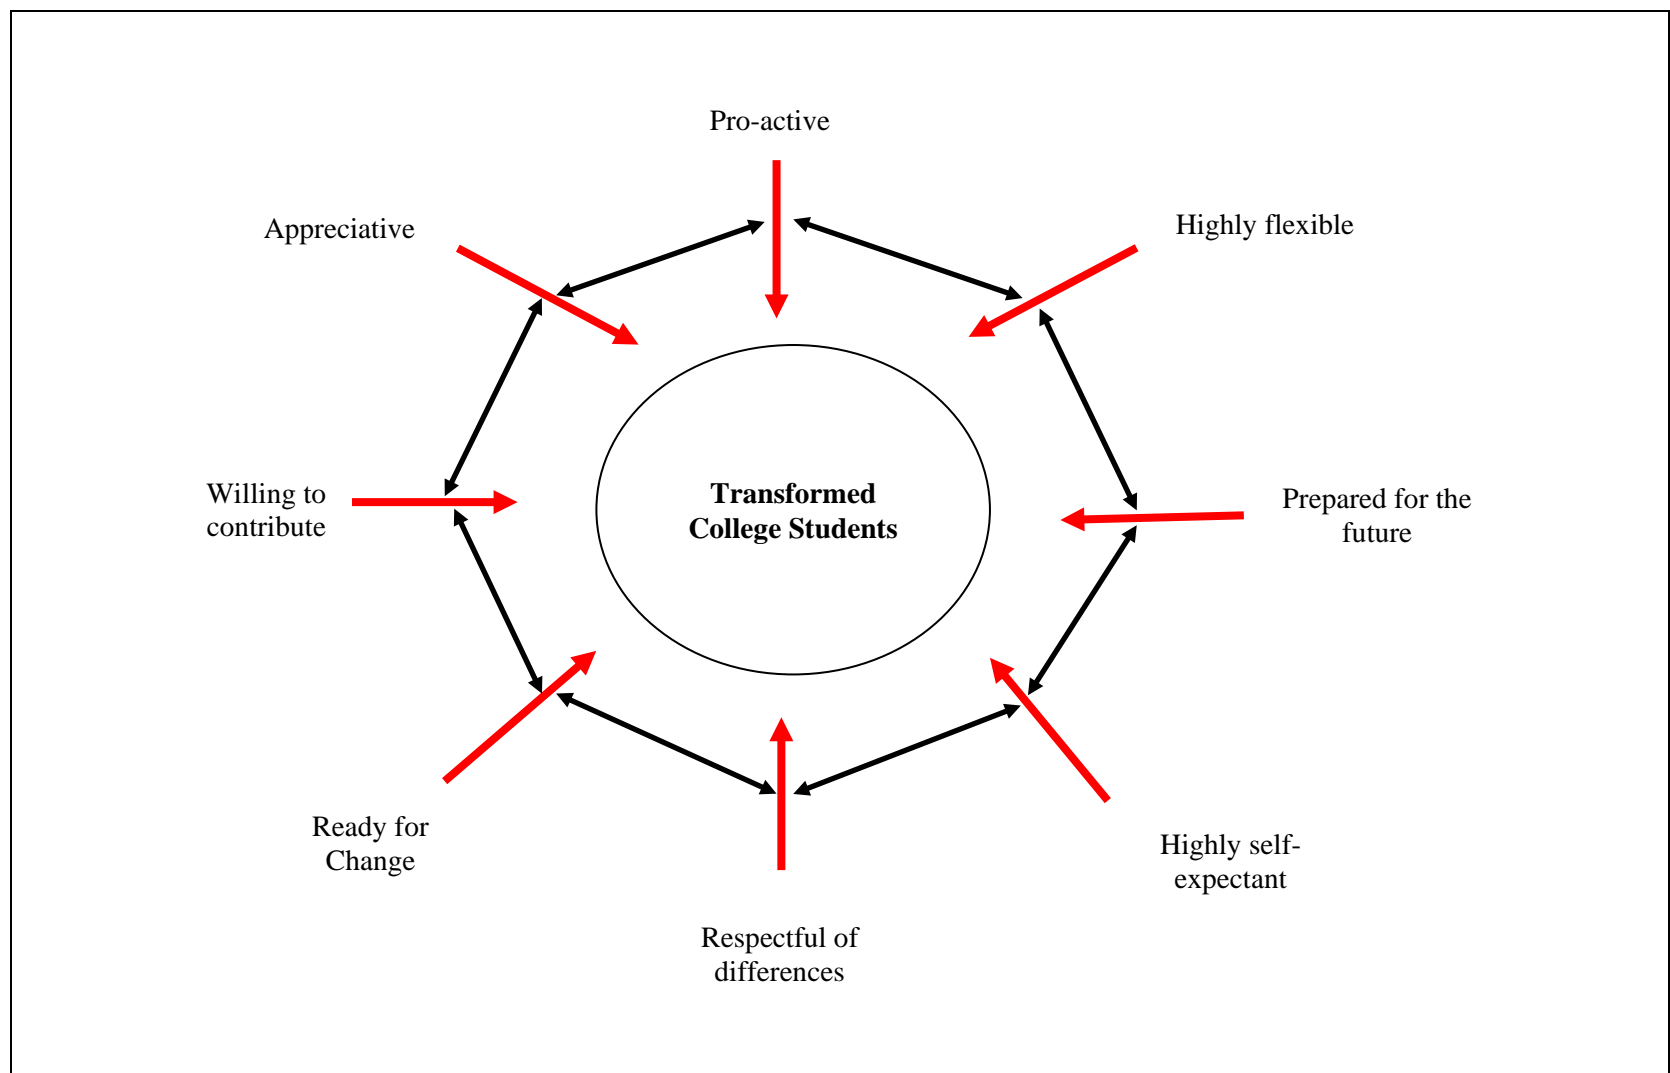 Pro-active
Appreciative
Highly flexible
Willing to
contribute
Transformed
College Students
Prepared for the
future
Ready for
Change
Highly self-
expectant
Respectful of
differences